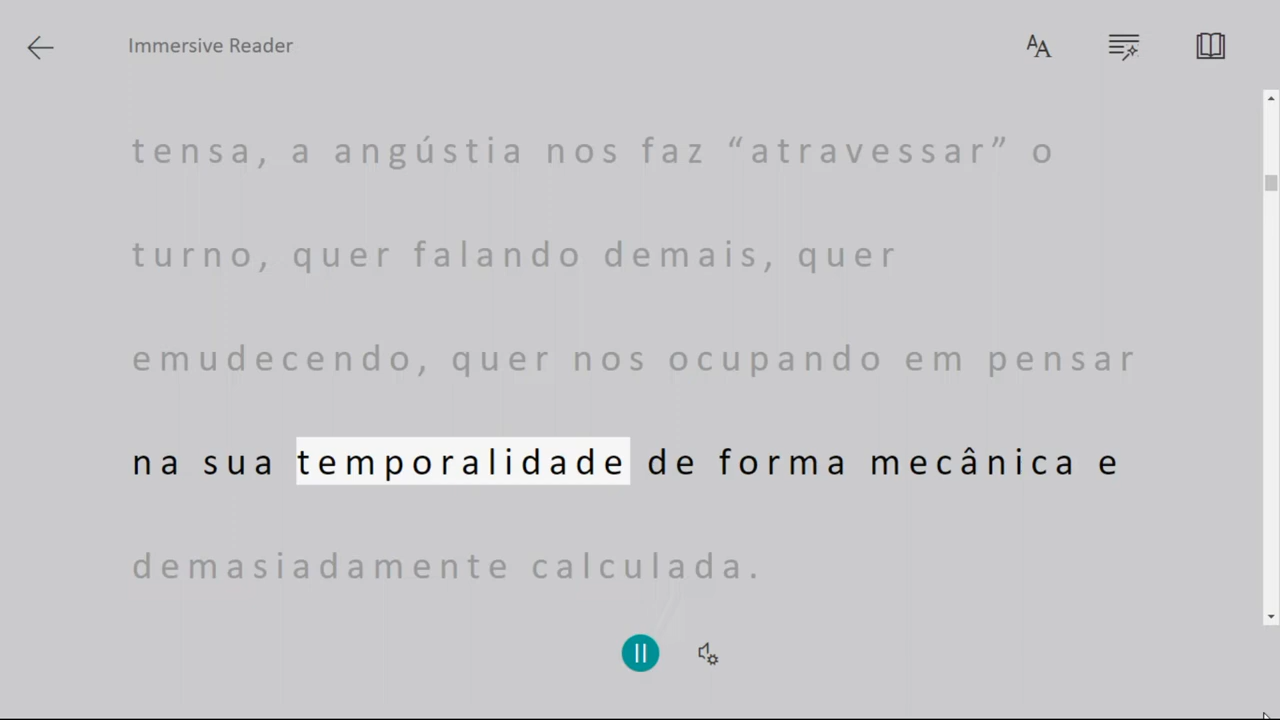 Immersive Reader
tensa, a angústia nos faz “atravessar” o
turno, quer falando demais, quer
emudecendo, quer nos ocupando em pensar
na sua temporalidade de forma mecânica e
demasiadamente calculada.